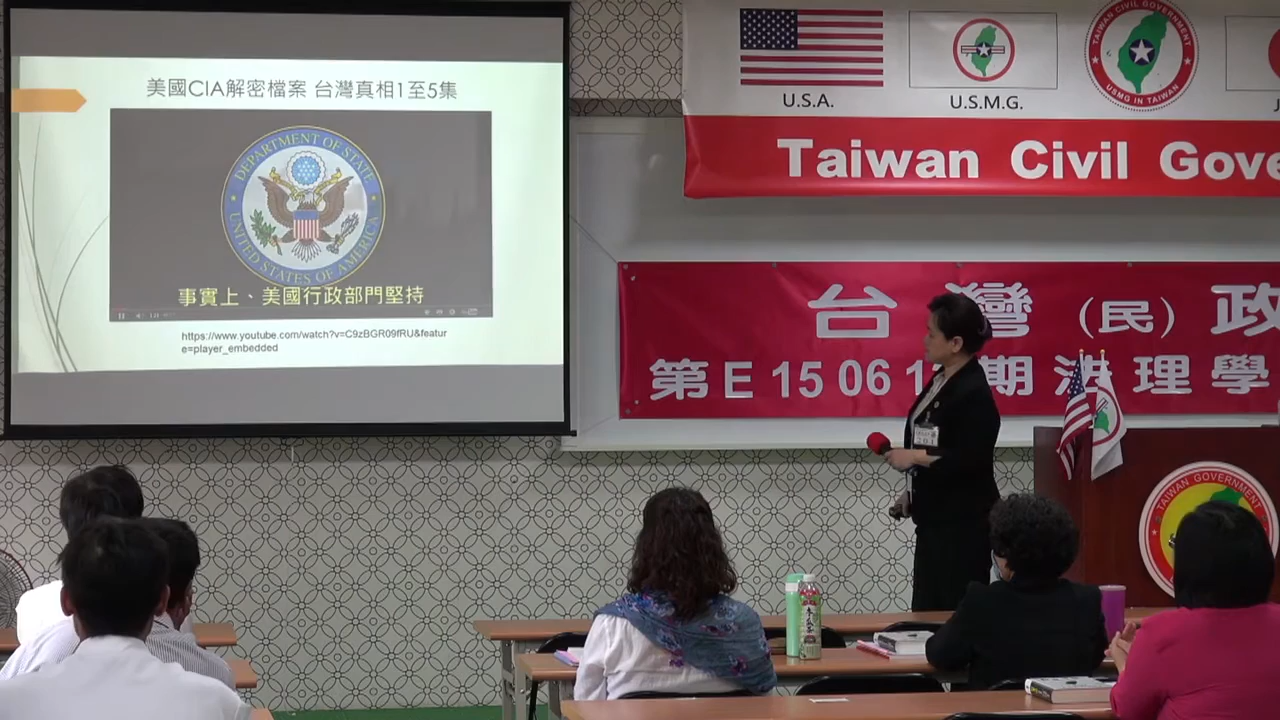 美國CIA解密檔案 台灣真相1至5集
DEPARTMENT OF STATE
UNITED STATES OF AMERICA
事實上、美國行政部門堅持
https://www.youtube.com/watch?v=C9zBGR09fRU&featur
e=player_embedded
U.S.A.
U.S.M.G.
TAIWAN CIVIL GOVERNMENT
USMG IN TAIWAN
J
Taiwan Civil Gove
台灣(民)政
第E 15 06 1 期 法理學
TAIWAN GOVERNMENT